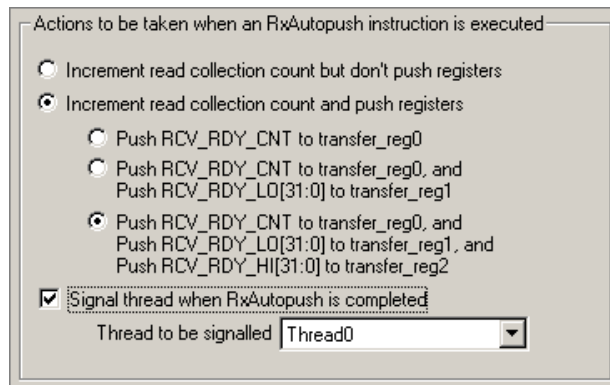 Actions to be taken when an RxAutopush instruction is executed
Increment read collection count but don't push registers
Increment read collection count and push registers
Push RCV_RDY_CNT to transfer_reg0
Push RCV_RDY_CNT to transfer_reg0, and
Push RCV_RDY_LO[31:0] to transfer_reg1
Push RCV_RDY_CNT to transfer_reg0, and
Push RCV_RDY_LO[31:0] to transfer_reg1, and
Push RCV_RDY_HI[31:0] to transfer_reg2
Signal thread when RxAutopush is completed
Thread to be signalled Thread0